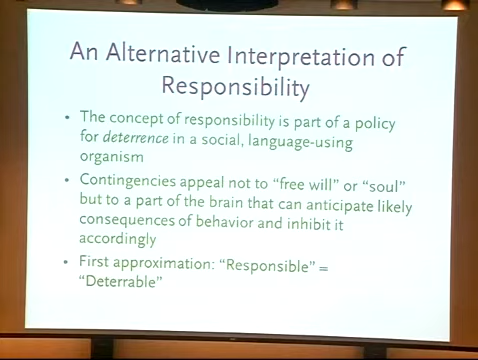 An Alternative Interpretation of
Responsibility
• The concept of responsibility is part of a policy
for deterrence in a social, language-using
organism
• Contingencies appeal not to “free will” or “soul”
but to a part of the brain that can anticipate likely
consequences of behavior and inhibit it
accordingly
• First approximation: “Responsible” =
“Deterrable”